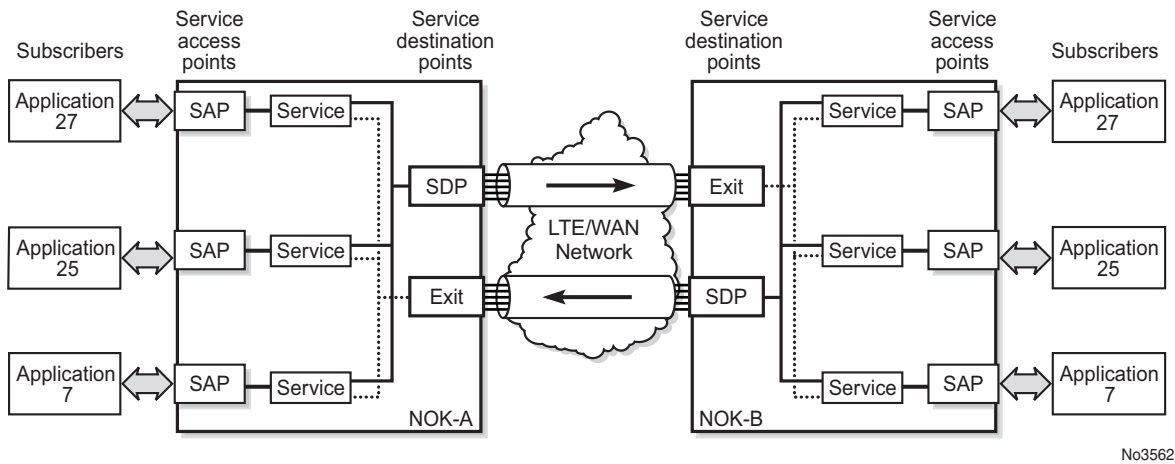 Subscribers
Service
access
points
Service
destination
points
Service
destination
points
Service
access
points
Subscribers
Application
27
SAP
Service
Service
SAP
Application
27
SDP
Exit
LTE/WAN
Network
Application
25
SAP
Service
Service
SAP
Application
25
Exit
SDP
Application
7
SAP
Service
Service
SAP
Application
7
NOK-A
NOK-B
No3562